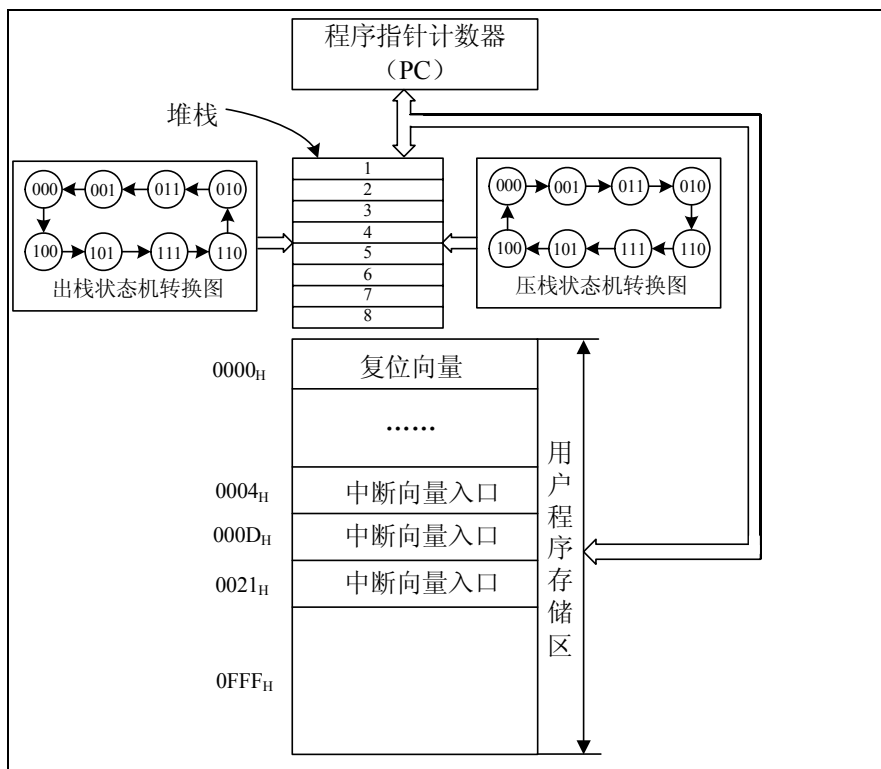 程序指针计数器
（PC）
堆栈
1
2
3
4
5
6
7
8
000 001 011 010
100 101 111 110
出栈状态机转换图
000 001 011 010
100 101 111 110
压栈状态机转换图
0000H 复位向量
......
0004H 中断向量入口
000DH 中断向量入口
0021H 中断向量入口
0FFFH
用户程序存储区